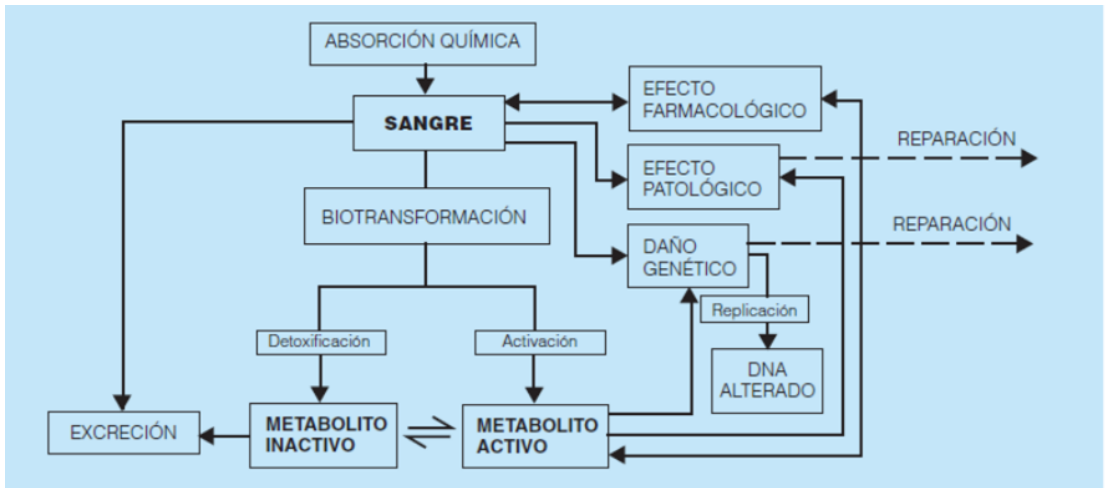 ABSORCIÓN QUÍMICA
SANGRE
EFECTO
FARMACOLÓGICO
REPARACIÓN
EFECTO
PATOLÓGICO
BIOTRANSFORMACIÓN
REPARACIÓN
DAÑO
GENÉTICO
Replicación
Detoxificación
Activación
DNA
ALTERADO
EXCRECIÓN
METABOLITO
INACTIVO
METABOLITO
ACTIVO